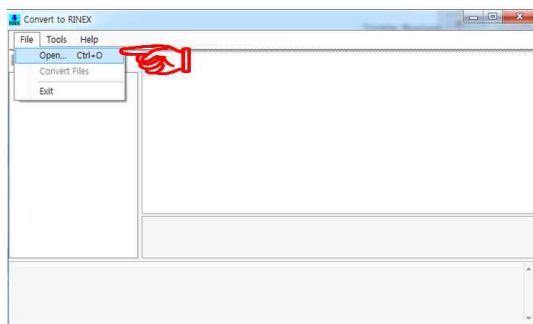 Convert to RINEX
File Tools Help
Open... Ctrl+O
Convert Files
Exit